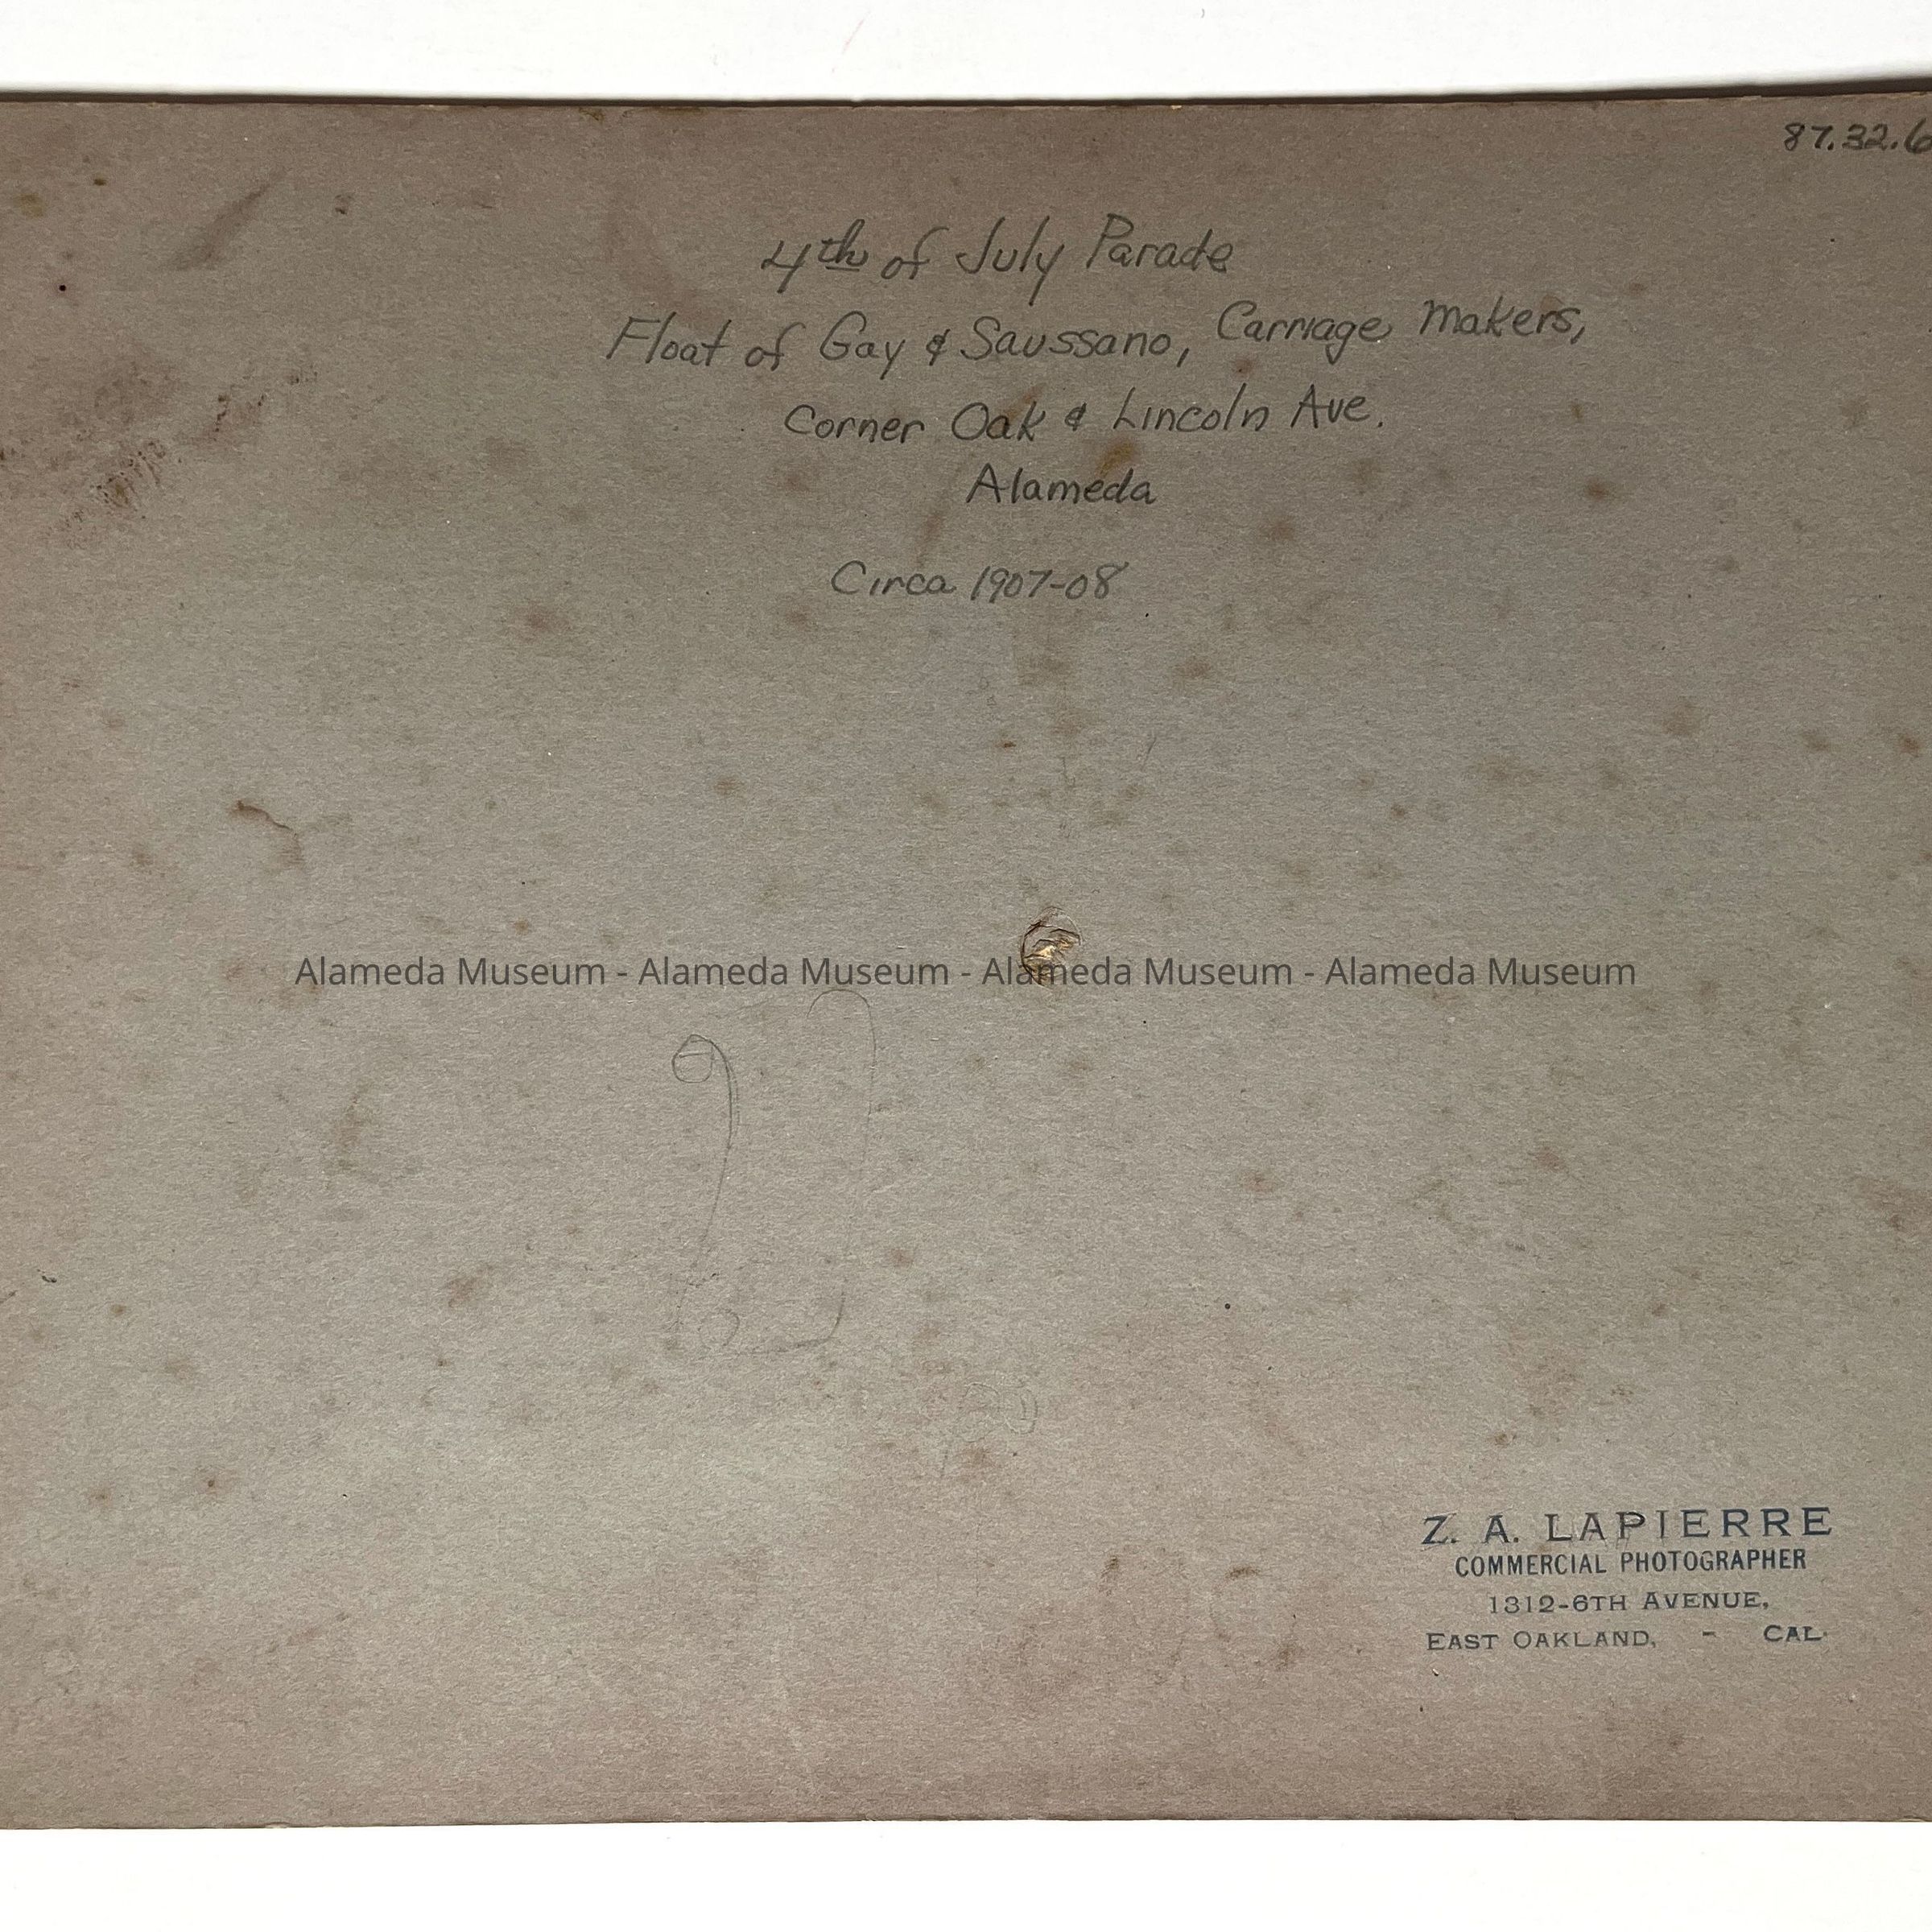 87.32.6
4th of July Parade
Float of Gay & Saussano, Carriage Makers,
Corner Oak & Lincoln Ave.
Alameda
Circa 1907-08
Alameda Museum - Alameda Museum - Alameda Museum - Alameda Museum
Z. A. LAPIERRE
COMMERCIAL PHOTOGRAPHER
1312-6TH AVENUE,
EAST OAKLAND, - CAL.